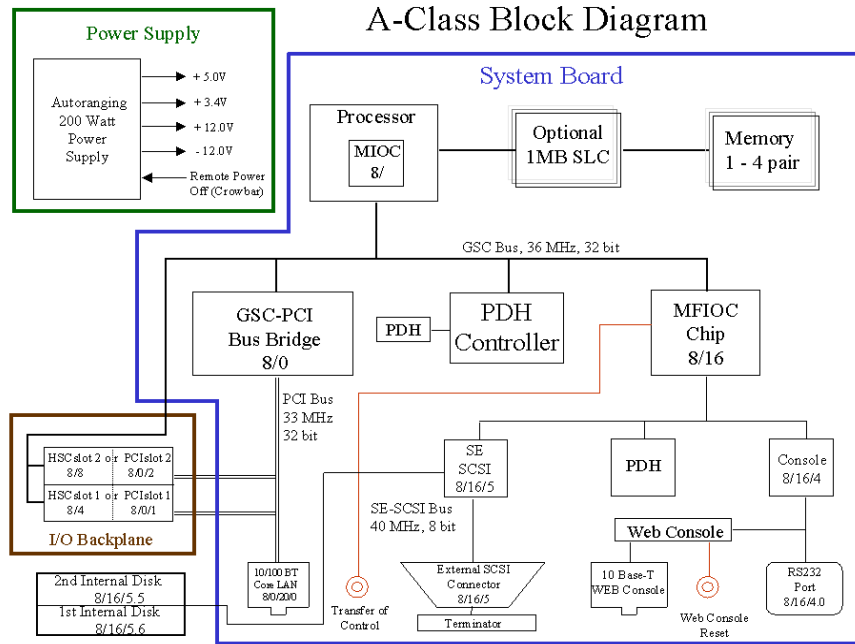 A-Class Block Diagram
Power Supply
Autoranging
200 Watt
Power
Supply
+ 5.0V
+ 3.4V
+ 12.0V
- 12.0V
Remote Power
Off (Crowbar)
System Board
Processor
MIOC
8/
Optional
1MB SLC
Memory
1 - 4 pair
GSC Bus, 36 MHz, 32 bit
GSC-PCI
Bus Bridge
8/0
PDH
PDH
Controller
MFIOC
Chip
8/16
PCI Bus
33 MHz
32 bit
HSCslot 2 or PCIslot 2
8/8 8/0/2
HSCslot 1 or PCIslot 1
8/4 8/0/1
I/O Backplane
SE
SCSI
8/16/5
PDH
Console
8/16/4
SE-SCSI Bus
40 MHz, 8 bit
Web Console
10/100 BT
Core LAN
8/0/20/0
Transfer of
Control
External SCSI
Connector
8/16/5
Terminator
10 Base-T
WEB Console
Web Console
Reset
RS232
Port
8/16/4.0
2nd Internal Disk
8/16/5.5
1st Internal Disk
8/16/5.6